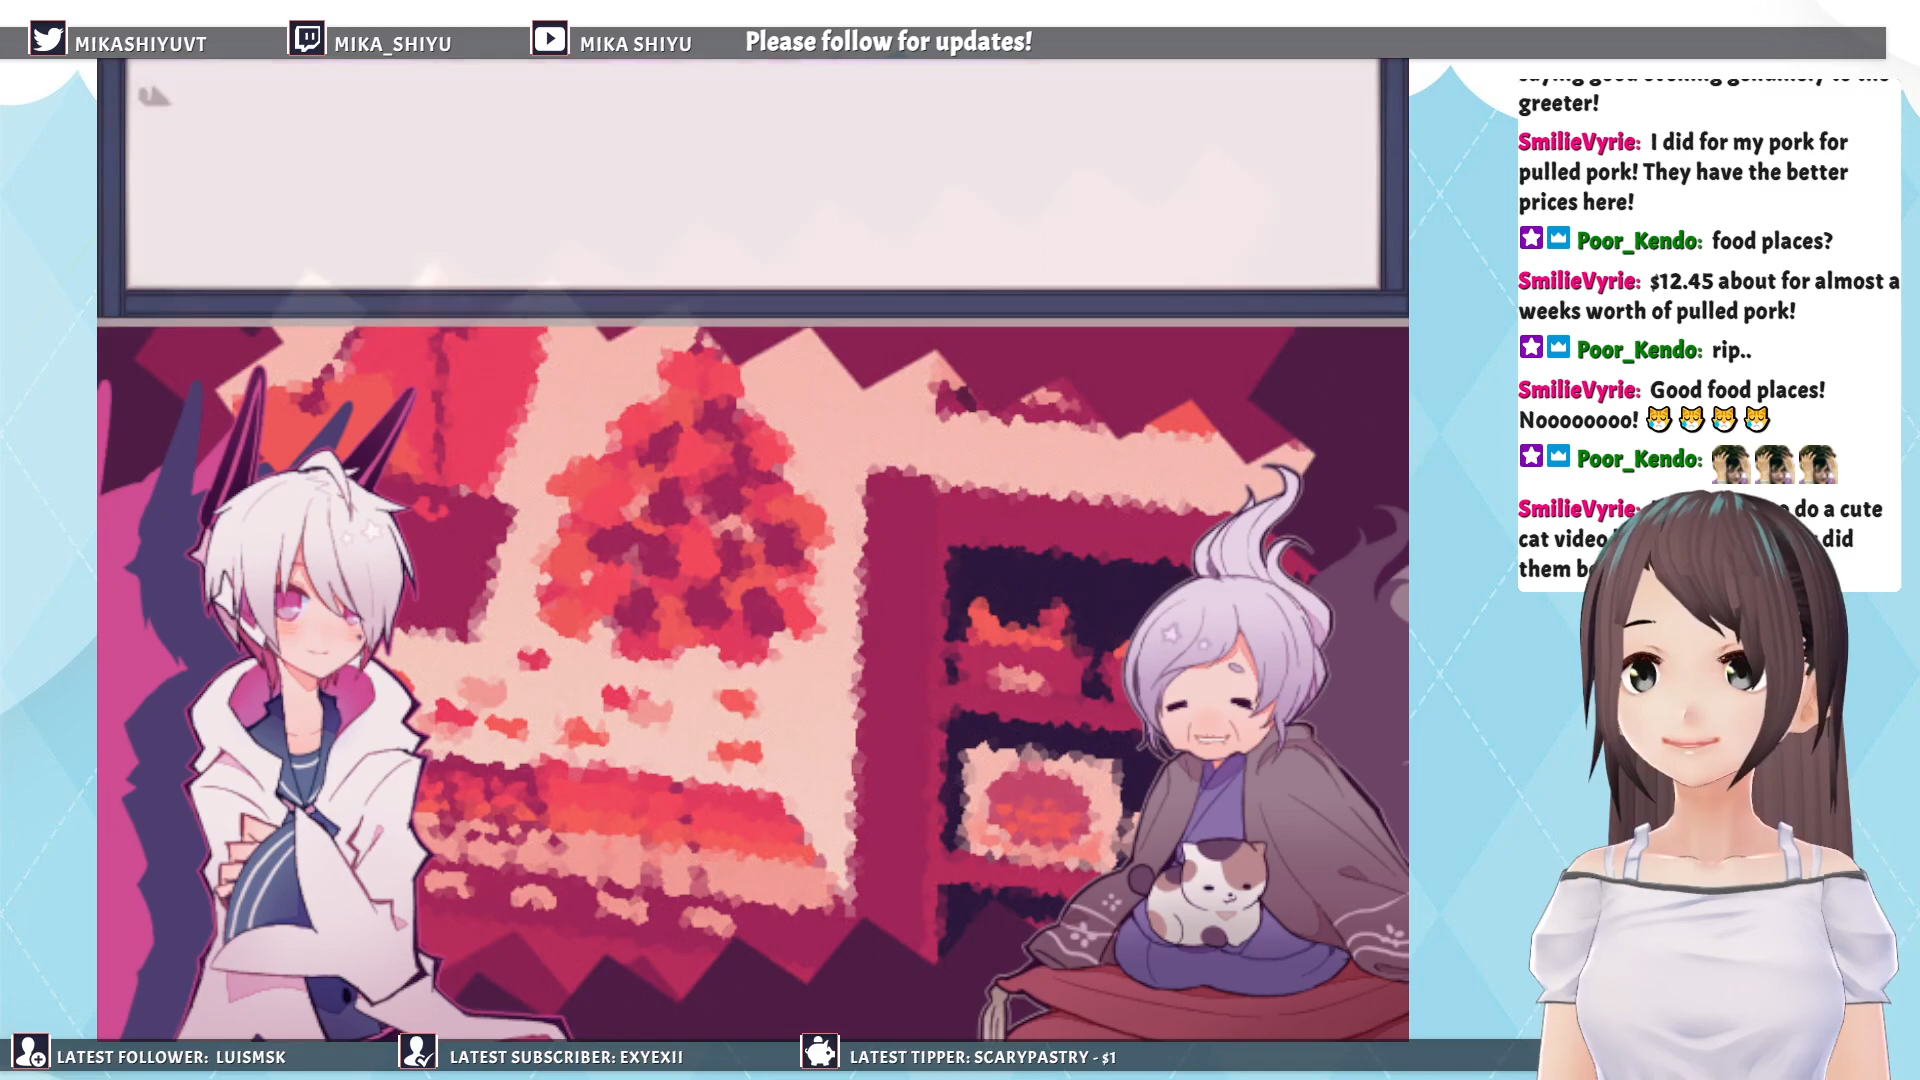 MIKASHIYUVT
MIKA_SHIYU
MIKA SHIYU
Please follow for updates!
greeter!
SmilieVyrie: I did for my pork for
pulled pork! They have the better
prices here!
Poor_Kendo: food places?
SmilieVyrie: $12.45 about for almost a
weeks worth of pulled pork!
Poor_Kendo: rip..
SmilieVyrie: Good food places!
Noooooooo!
Poor_Kendo:
SmilieVyrie: do a cute
cat video did
them
LATEST FOLLOWER: LUISMSK
LATEST SUBSCRIBER: EXYEXII
LATEST TIPPER: SCARYPASTRY - $1